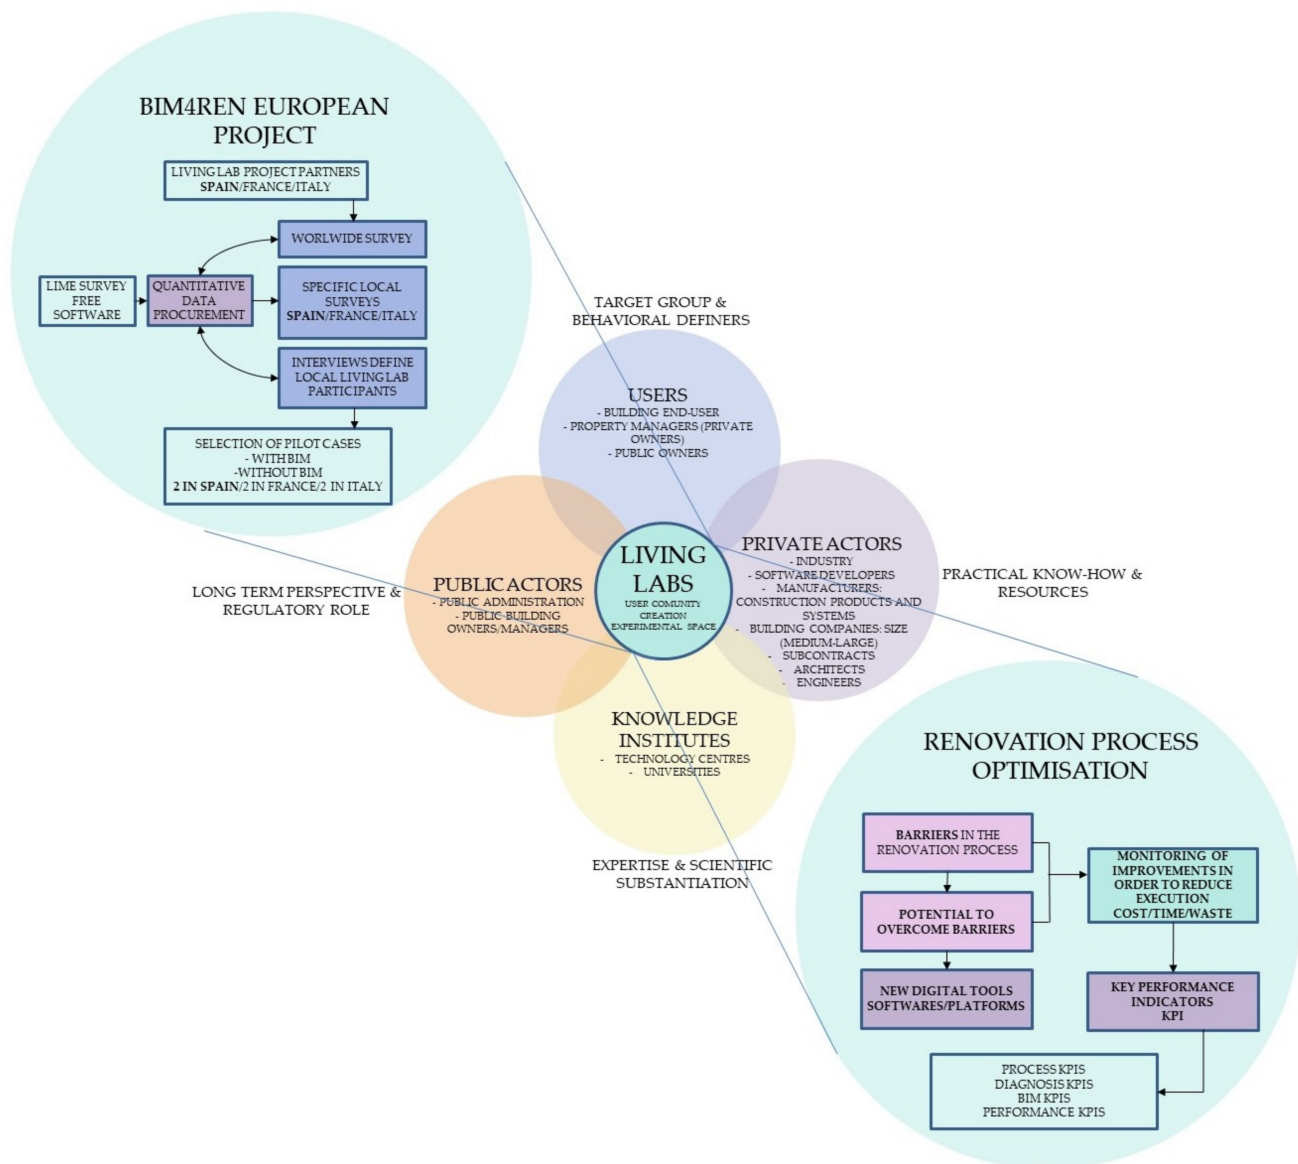 BIM4REN EUROPEAN
PROJECT
LIVING LAB PROJECT PARTNERS
SPAIN/FRANCE/ITALY
WORLWIDE SURVEY
LIME SURVEY
FREE
SOFTWARE
QUANTITATIVE
DATA
PROCUREMENT
SPECIFIC LOCAL
SURVEYS
SPAIN/FRANCE/ITALY
INTERVIEWS DEFINE
LOCAL LIVING LAB
PARTICIPANTS
SELECTION OF PILOT CASES
- WITH BIM
-WITHOUT BIM
2 IN SPAIN/2 IN FRANCE/2 IN ITALY
TARGET GROUP &
BEHAVIORAL DEFINERS
USERS
- BUILDING END-USER
- PROPERTY MANAGERS (PRIVATE
OWNERS)
- PUBLIC OWNERS
LONG TERM PERSPECTIVE &
REGULATORY ROLE
PUBLIC ACTORS
- PUBLIC ADMINISTRATION
- PUBLIC BUILDING
OWNERS/MANAGERS
LIVING
LABS
USER COMUNITY
CREATION
EXPERIMENTAL SPACE
PRIVATE ACTORS
- INDUSTRY
- SOFTWARE DEVELOPERS
- MANUFACTURERS:
CONSTRUCTION PRODUCTS AND
SYSTEMS
- BUILDING COMPANIES: SIZE
(MEDIUM-LARGE)
- SUBCONTRACTS
- ARCHITECTS
- ENGINEERS
PRACTICAL KNOW-HOW &
RESOURCES
KNOWLEDGE
INSTITUTES
- TECHNOLOGY CENTRES
- UNIVERSITIES
EXPERTISE & SCIENTIFIC
SUBSTANTIATION
RENOVATION PROCESS
OPTIMISATION
BARRIERS IN THE
RENOVATION PROCESS
POTENTIAL TO
OVERCOME BARRIERS
NEW DIGITAL TOOLS
SOFTWARES/PLATFORMS
MONITORING OF
IMPROVEMENTS IN
ORDER TO REDUCE
EXECUTION
COST/TIME/WASTE
KEY PERFORMANCE
INDICATORS
KPI
PROCESS KPIS
DIAGNOSIS KPIS
BIM KPIS
PERFORMANCE KPIS